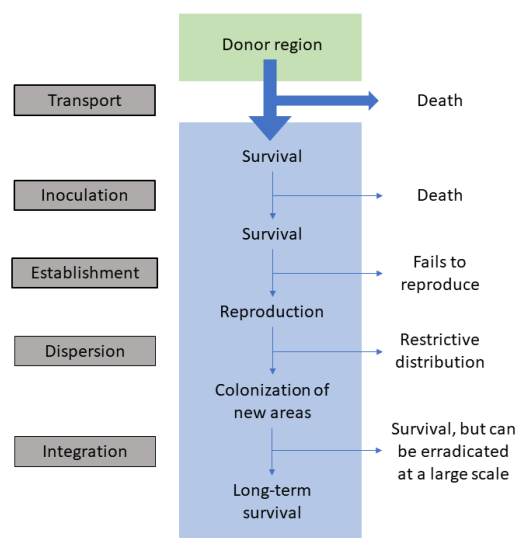 Donor region
Transport
Death
Survival
Inoculation
Death
Survival
Establishment
Fails to
reproduce
Reproduction
Dispersion
Restrictive
distribution
Colonization of
new areas
Integration
Survival, but can
be erradicated
at a large scale
Long-term
survival